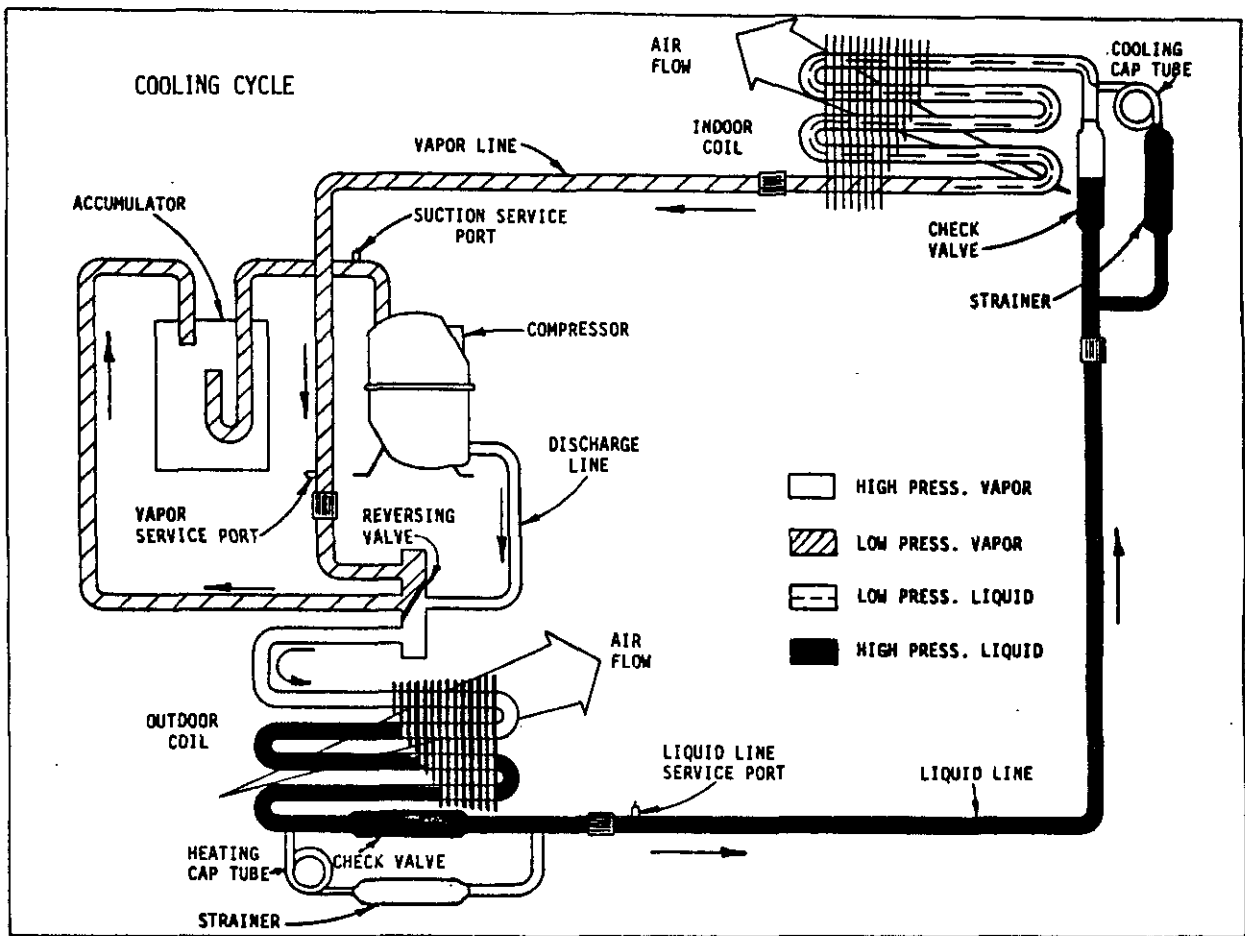 COOLING CYCLE
AIR
FLOW
COOLING
CAP TUBE
INDOOR
COIL
VAPOR LINE
ACCUMULATOR
SUCTION SERVICE
PORT
CHECK
VALVE
STRAINER
COMPRESSOR
DISCHARGE
LINE
VAPOR
SERVICE PORT
REVERSING
VALVE
HIGH PRESS. VAPOR
LOW PRESS. VAPOR
LOW PRESS. LIQUID
HIGH PRESS. LIQUID
AIR
FLOW
OUTDOOR
COIL
LIQUID LINE
SERVICE PORT
LIQUID LINE
HEATING
CAP TUBE
CHECK VALVE
STRAINER